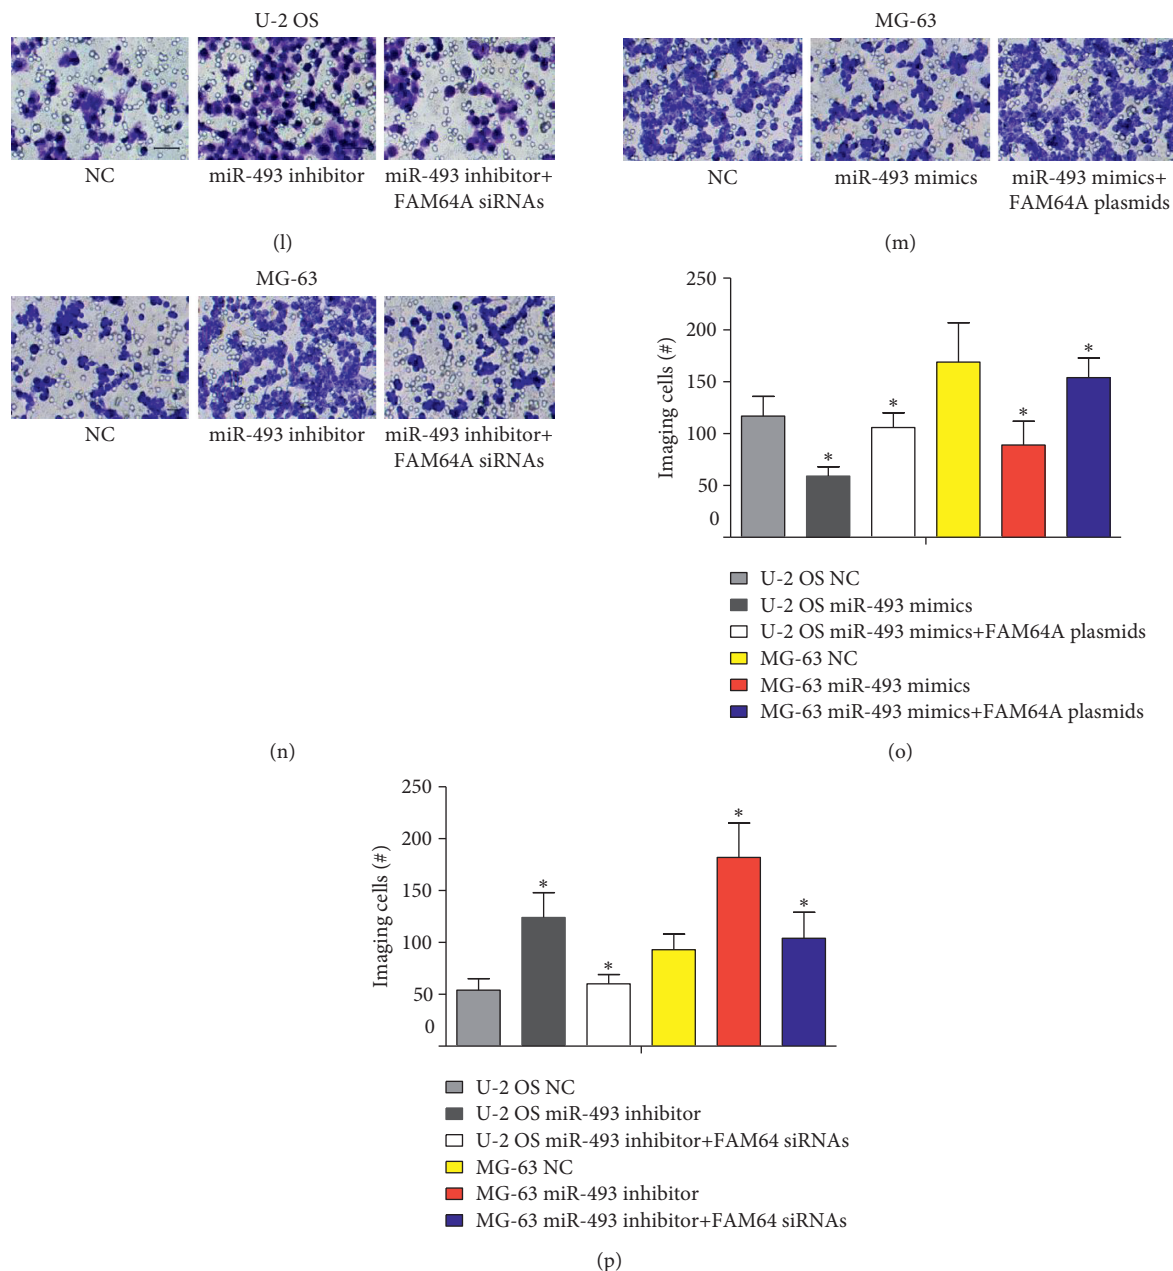 U-2 OS
NC
miR-493 inhibitor
miR-493 inhibitor+
FAM64A siRNAs
(l)
MG-63
NC
miR-493 mimics
miR-493 mimics+
FAM64A plasmids
(m)
MG-63
NC
miR-493 inhibitor
miR-493 inhibitor+
FAM64A siRNAs
(n)
Imaging cells (#)
250
200
150
100
50
0
*
*
*
*
U-2 OS NC
U-2 OS miR-493 mimics
U-2 OS miR-493 mimics+FAM64A plasmids
MG-63 NC
MG-63 miR-493 mimics
MG-63 miR-493 mimics+FAM64A plasmids
(o)
Imaging cells (#)
250
200
150
100
50
0
*
*
*
*
U-2 OS NC
U-2 OS miR-493 inhibitor
U-2 OS miR-493 inhibitor+FAM64 siRNAs
MG-63 NC
MG-63 miR-493 inhibitor
MG-63 miR-493 inhibitor+FAM64 siRNAs
(p)